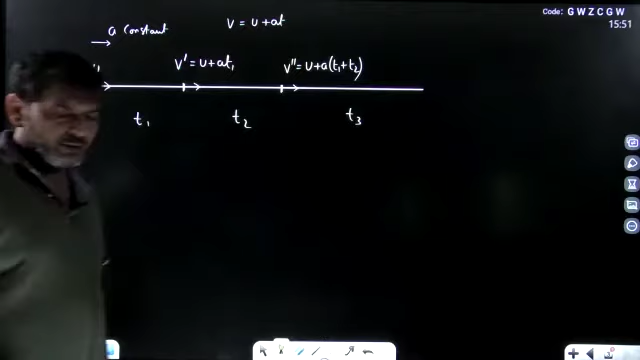 Code: G W Z C G W
15:51
a constant
v = u + at
u
v' = u + at₁
v'' = u + a(t₁ + t₂)
t₁
t₂
t₃